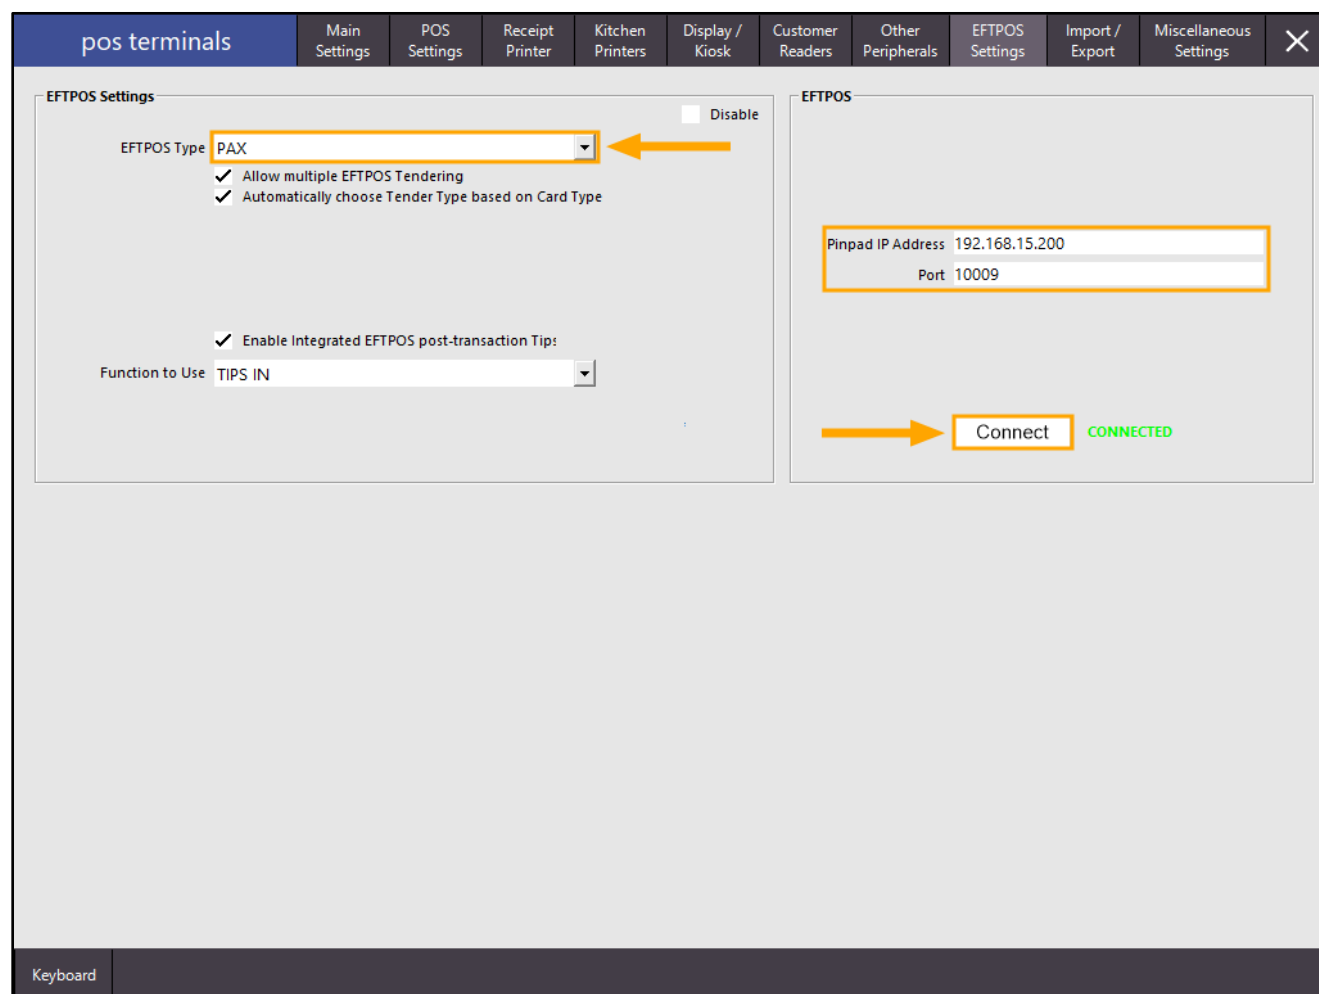 pos terminals
Main Settings
POS Settings
Receipt Printer
Kitchen Printers
Display / Kiosk
Customer Readers
Other Peripherals
EFTPOS Settings
Import / Export
Miscellaneous Settings
EFTPOS Settings
Disable
EFTPOS Type PAX
Allow multiple EFTPOS Tendering
Automatically choose Tender Type based on Card Type
Enable Integrated EFTPOS post-transaction Tips
Function to Use TIPS IN
EFTPOS
Pinpad IP Address 192.168.15.200
Port 10009
Connect CONNECTED
Keyboard